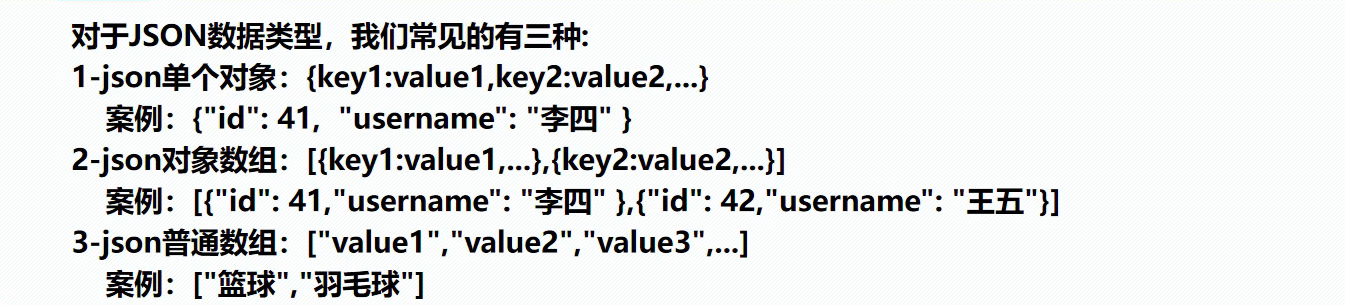 对于JSON数据类型，我们常见的有三种:
1-json单个对象：{key1:value1,key2:value2,...}
案例：{"id": 41，"username": "李四" }
2-json对象数组：[{key1:value1,...},{key2:value2,...}]
案例：[{"id": 41,"username": "李四" },{"id": 42,"username": "王五"}]
3-json普通数组：["value1","value2","value3",...]
案例：["篮球","羽毛球"]